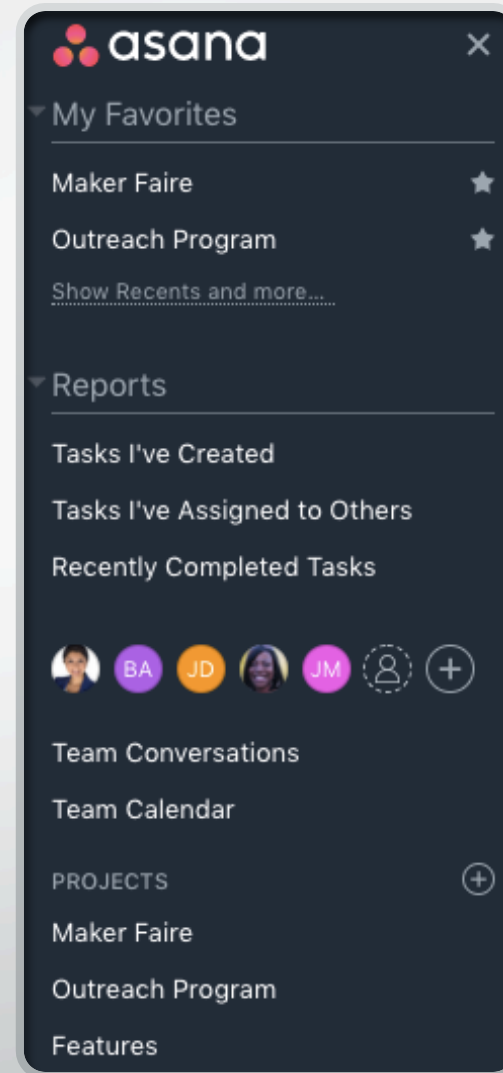 asana
My Favorites
Maker Faire
Outreach Program
Show Recents and more...
Reports
Tasks I've Created
Tasks I've Assigned to Others
Recently Completed Tasks
BA JD JM
Team Conversations
Team Calendar
PROJECTS
Maker Faire
Outreach Program
Features